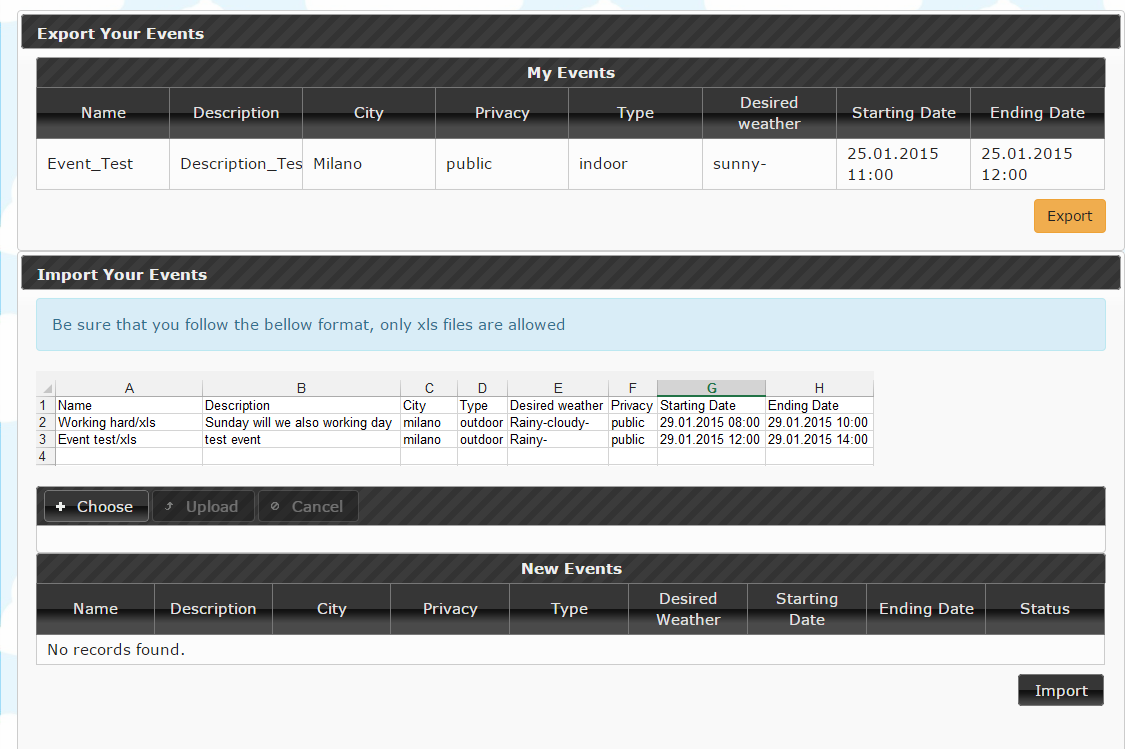 Export Your Events
My Events
Name Description City Privacy Type Desired weather Starting Date Ending Date
Event_Test Description_Tes Milano public indoor sunny- 25.01.2015 11:00 25.01.2015 12:00
Export
Import Your Events
Be sure that you follow the bellow format, only xls files are allowed
A B C D E F G H
1 Name Description City Type Desired weather Privacy Starting Date Ending Date
2 Working hard/xls Sunday will we also working day milano outdoor Rainy-cloudy- public 29.01.2015 08:00 29.01.2015 10:00
3 Event test/xls test event milano outdoor Rainy- public 29.01.2015 12:00 29.01.2015 14:00
4
Choose Upload Cancel
New Events
Name Description City Privacy Type Desired Weather Starting Date Ending Date Status
No records found.
Import